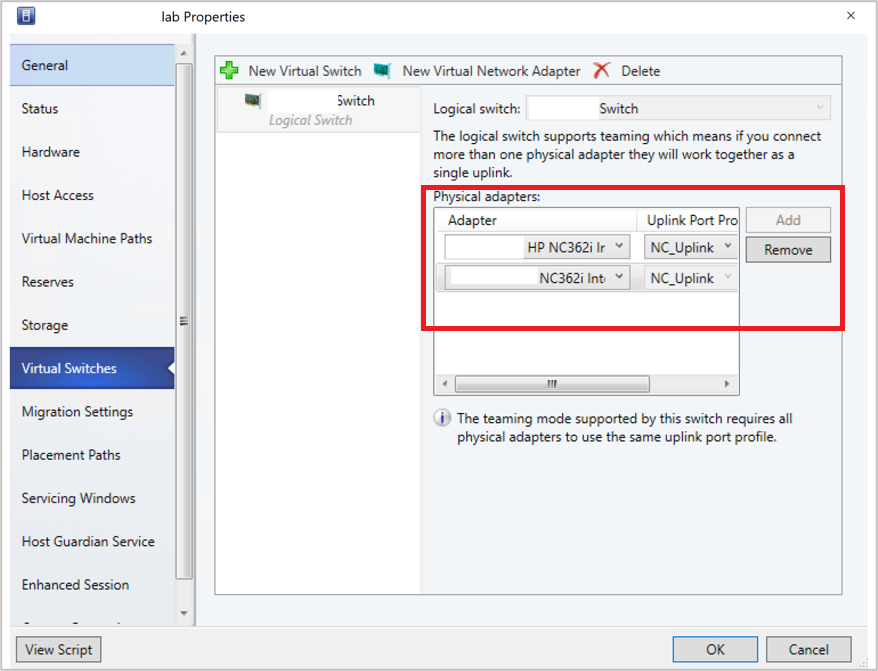 lab Properties
General
Status
Hardware
Host Access
Virtual Machine Paths
Reserves
Storage
Virtual Switches
Migration Settings
Placement Paths
Servicing Windows
Host Guardian Service
Enhanced Session
New Virtual Switch New Virtual Network Adapter Delete
Switch
Logical Switch
Logical switch: Switch
The logical switch supports teaming which means if you connect
more than one physical adapter they will work together as a
single uplink.
Physical adapters:
Adapter Uplink Port Pro
HP NC362i Ir NC_Uplink
NC362i Inte NC_Uplink
Add
Remove
The teaming mode supported by this switch requires all
physical adapters to use the same uplink port profile.
View Script
OK
Cancel